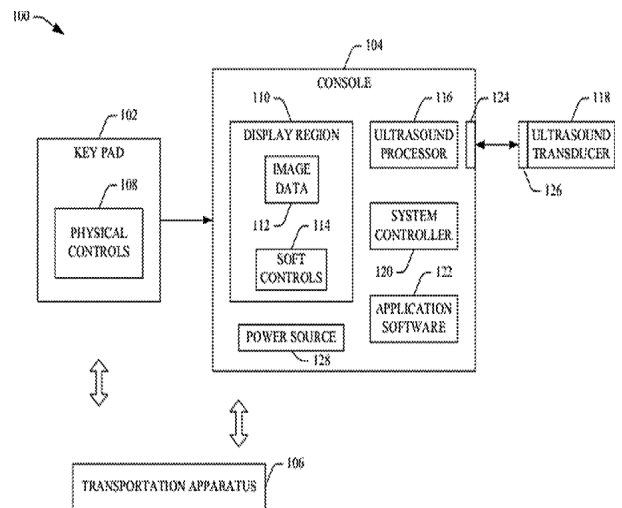 100
104
CONSOLE
102
KEY PAD
108
PHYSICAL
CONTROLS
110
DISPLAY REGION
IMAGE
DATA
112
114
SOFT
CONTROLS
116
124
ULTRASOUND
PROCESSOR
118
ULTRASOUND
TRANSDUCER
126
SYSTEM
CONTROLLER
120
122
APPLICATION
SOFTWARE
POWER SOURCE
128
106
TRANSPORTATION APPARATUS